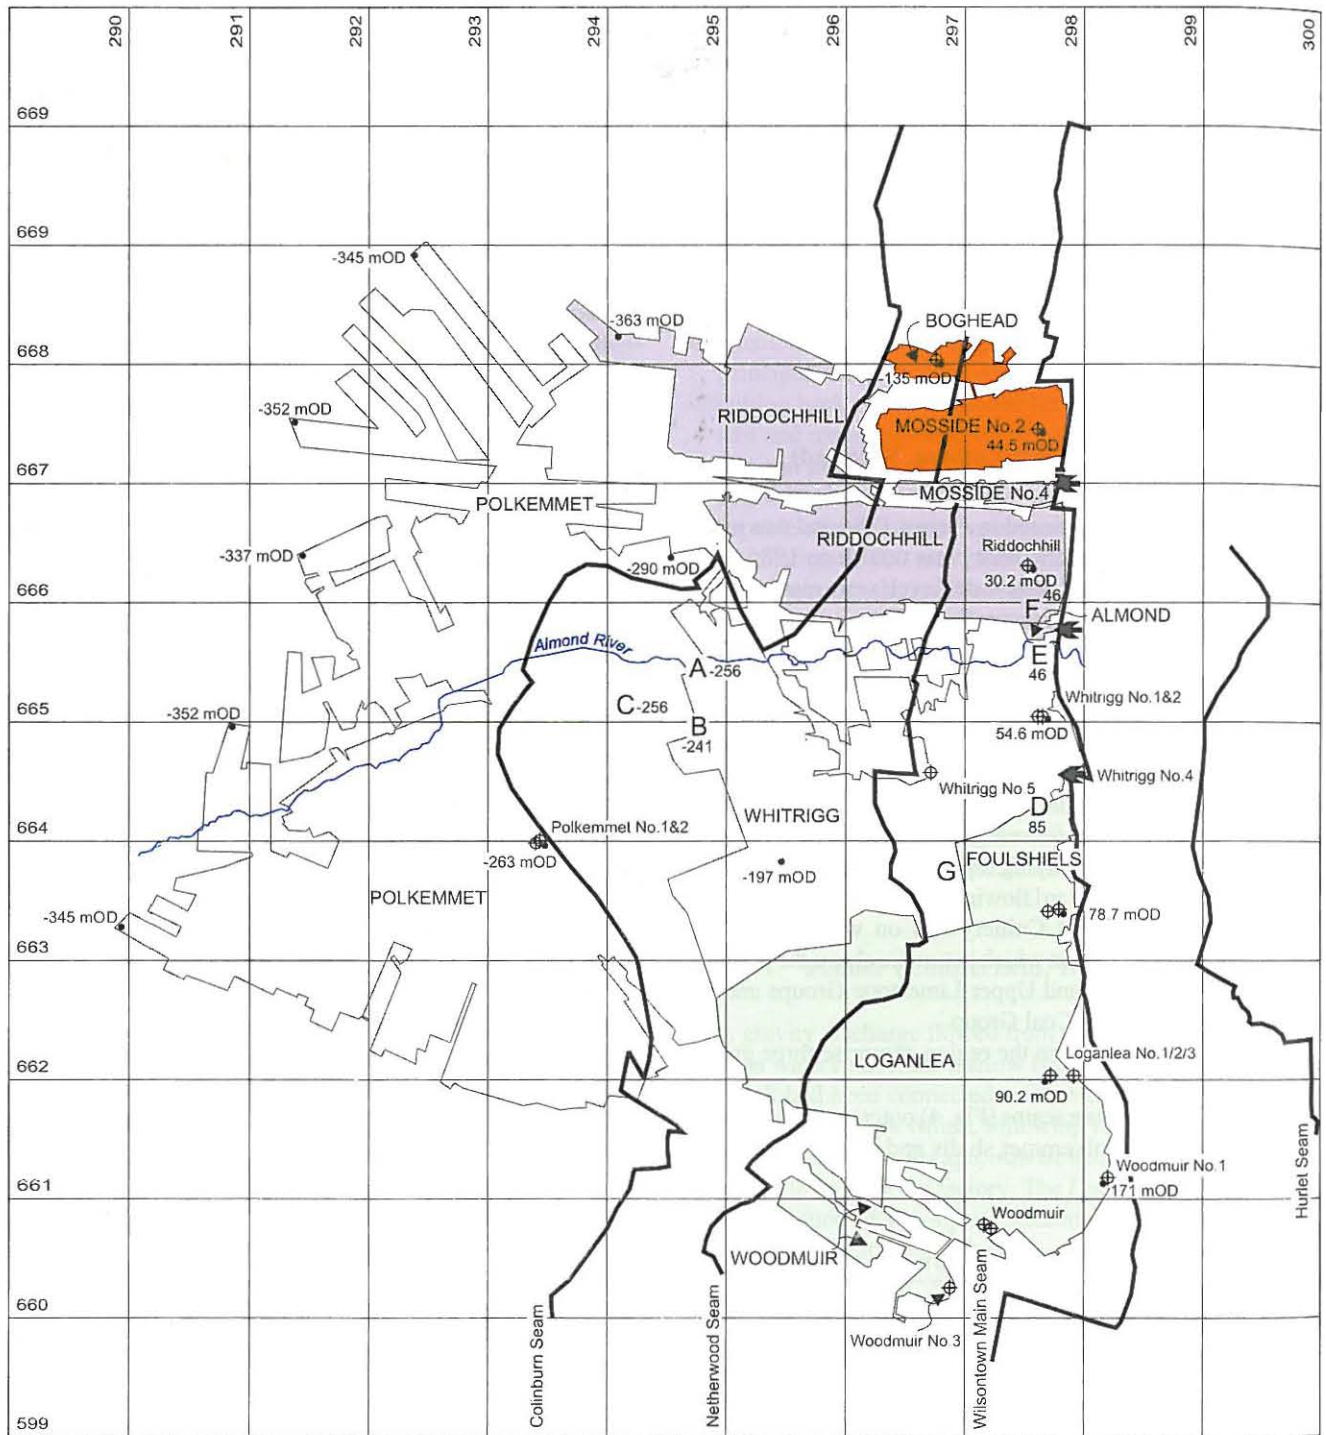 290
291
292
293
294
295
296
297
298
299
300
669
669
-345 mOD
-363 mOD
BOGHEAD
668
-135 mOD
-352 mOD
RIDDOCHHILL
MOSSIDE No.2
44.5 mOD
667
MOSSIDE No.4
POLKEMMET
RIDDOCHHILL
Riddochhill
-337 mOD
-290 mOD
30.2 mOD
46
666
F
ALMOND
Almond River
E
46
A -256
C -256
Whitrigg No.1&2
-352 mOD
665
B
-241
54.6 mOD
Whitrigg No.4
Whitrigg No.5
D
85
WHITRIGG
Polkemmet No.1&2
664
-263 mOD
-197 mOD
FOULSHIELS
G
POLKEMMET
-345 mOD
78.7 mOD
663
LOGANLEA
Loganlea No.1/2/3
662
90.2 mOD
Woodmuir No.1
661
171 mOD
Woodmuir
WOODMUIR
660
Woodmuir No.3
Colinburn Seam
Netherwood Seam
Wilsontown Main Seam
Hurlet Seam
599